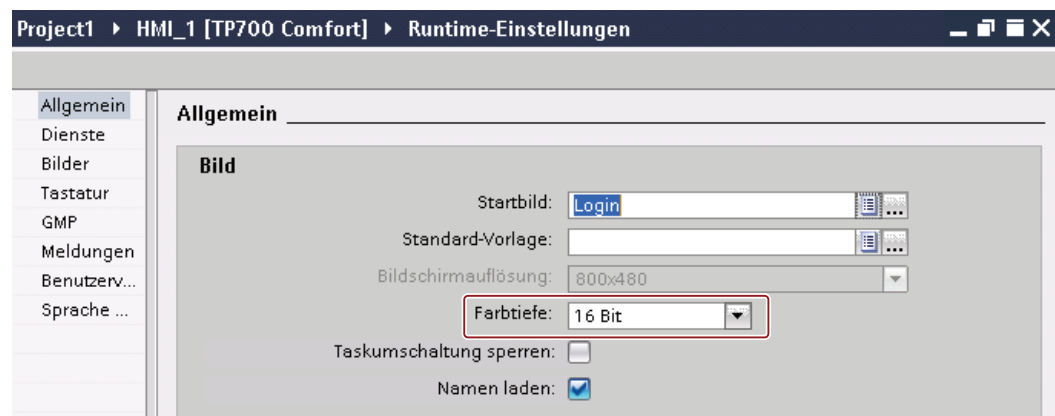 Project1 ▸ HMI_1 [TP700 Comfort] ▸ Runtime-Einstellungen
Allgemein
Dienste
Bilder
Tastatur
GMP
Meldungen
Benutzerv...
Sprache ...
Allgemein
Bild
Startbild: Login
Standard-Vorlage:
Bildschirmauflösung: 800x480
Farbtiefe: 16 Bit
Taskumschaltung sperren:
Namen laden: